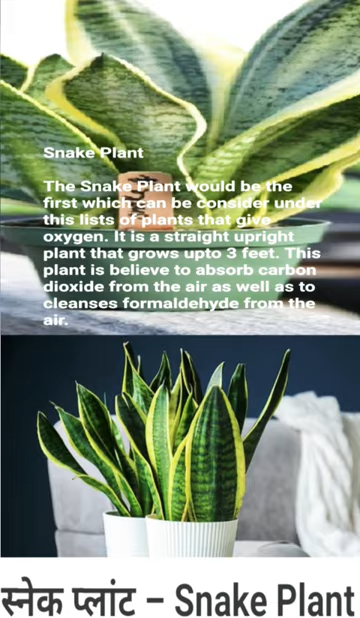 Snake Plant
The Snake Plant would be the
first which can be consider under
this lists of plants that give
oxygen. It is a straight upright
plant that grows upto 3 feet. This
plant is believe to absorb carbon
dioxide from the air as well as to
cleanses formaldehyde from the
air.
स्नेक प्लांट – Snake Plant